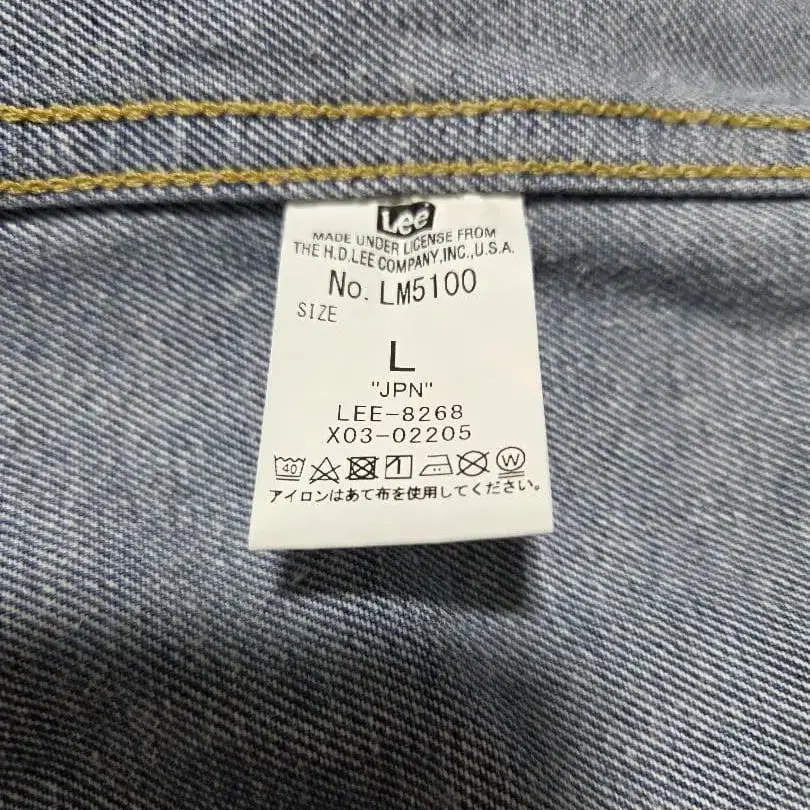 Lee
MADE UNDER LICENSE FROM
THE H.D.LEE COMPANY,INC.,U.S.A.
No. LM5100
SIZE
L
"JPN"
LEE-8268
X03-02205
40 W
アイロンはあて布を使用してください。